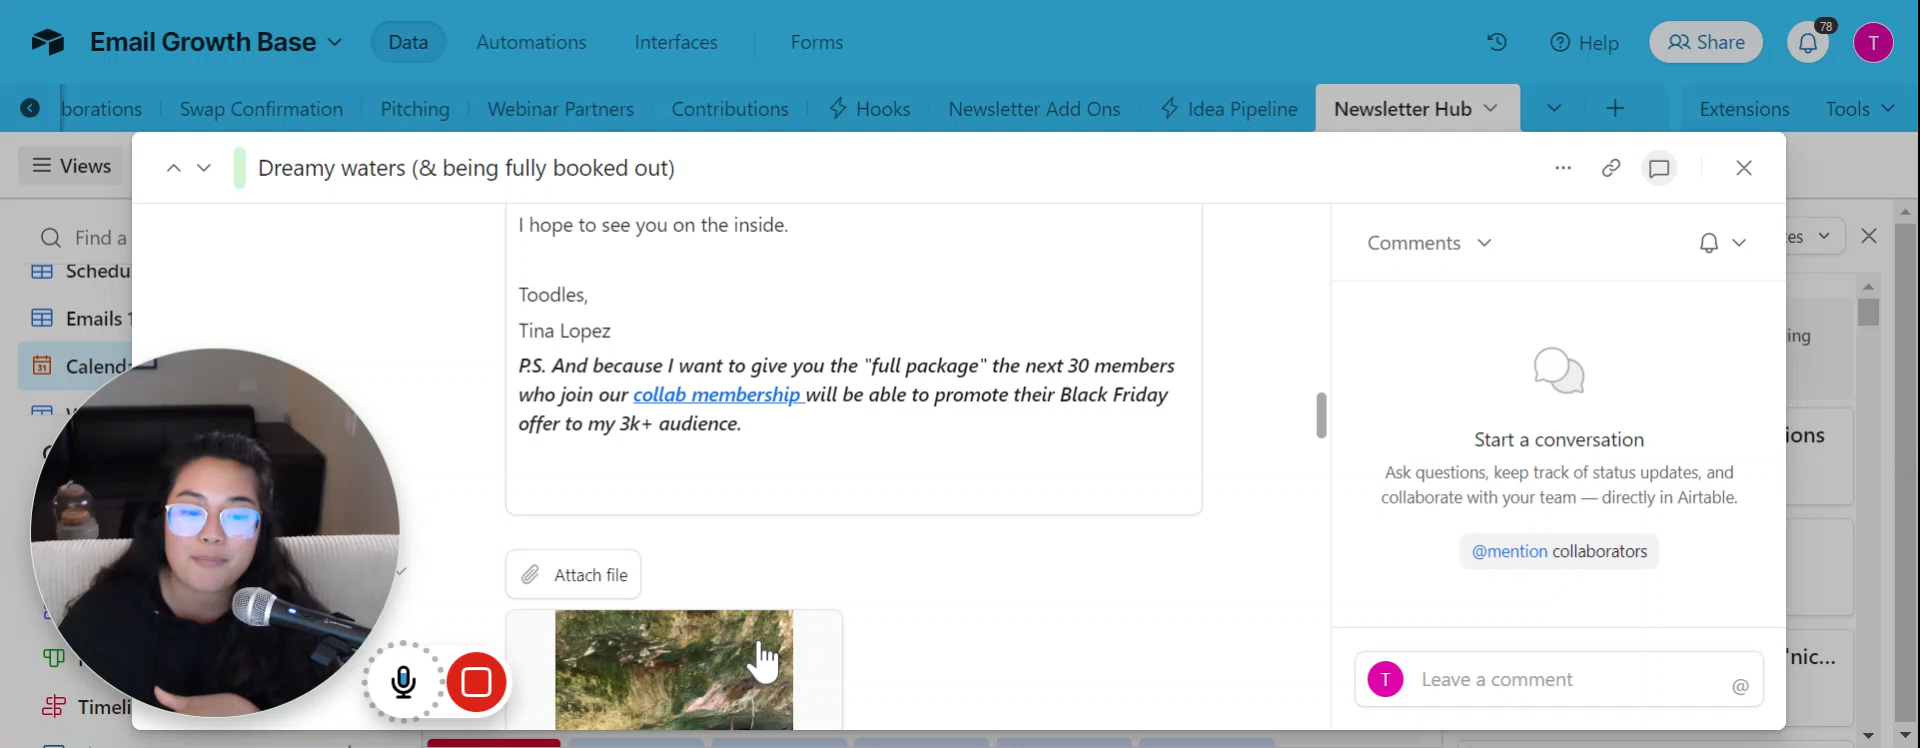 Email Growth Base
Data
Automations
Interfaces
Forms
Help
Share
78
T
borations
Swap Confirmation
Pitching
Webinar Partners
Contributions
Hooks
Newsletter Add Ons
Idea Pipeline
Newsletter Hub
Extensions
Tools
Views
Dreamy waters (& being fully booked out)
Find a
Schedu
Emails 1
Calenda
31
Timeli
I hope to see you on the inside.
Toodles,
Tina Lopez
P.S. And because I want to give you the "full package" the next 30 members
who join our collab membership will be able to promote their Black Friday
offer to my 3k+ audience.
Attach file
Comments
Start a conversation
Ask questions, keep track of status updates, and
collaborate with your team — directly in Airtable.
@mention collaborators
T
Leave a comment
@
es
ing
ions
'nic...